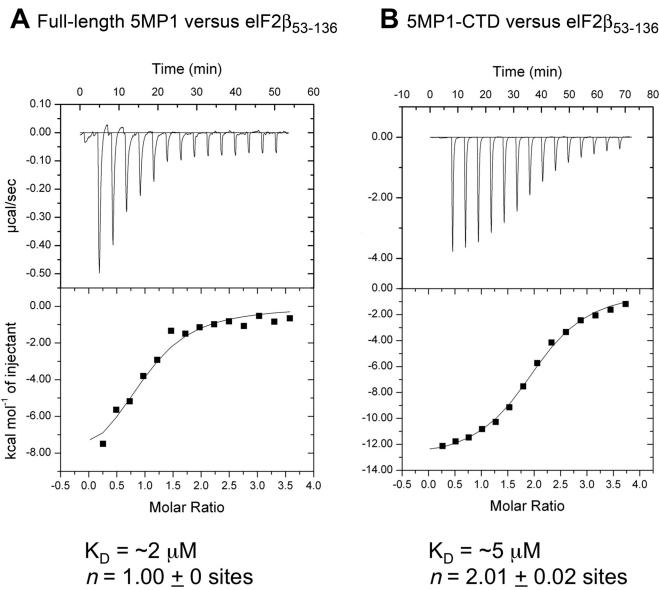 A Full-length 5MP1 versus eIF2β53-136
Time (min)
0 10 20 30 40 50 60
0.10
0.00
-0.10
-0.20
-0.30
-0.40
-0.50
µcal/sec
0.00
-2.00
-4.00
-6.00
-8.00
kcal mol-1 of injectant
-0.5 0.0 0.5 1.0 1.5 2.0 2.5 3.0 3.5 4.0
Molar Ratio
KD = ~2 µM
n = 1.00 ± 0 sites
B 5MP1-CTD versus eIF2β53-136
Time (min)
-10 0 10 20 30 40 50 60 70 80
0.00
-2.00
-4.00
0.00
-2.00
-4.00
-6.00
-8.00
-10.00
-12.00
-14.00
-0.5 0.0 0.5 1.0 1.5 2.0 2.5 3.0 3.5 4.0
Molar Ratio
KD = ~5 µM
n = 2.01 ± 0.02 sites